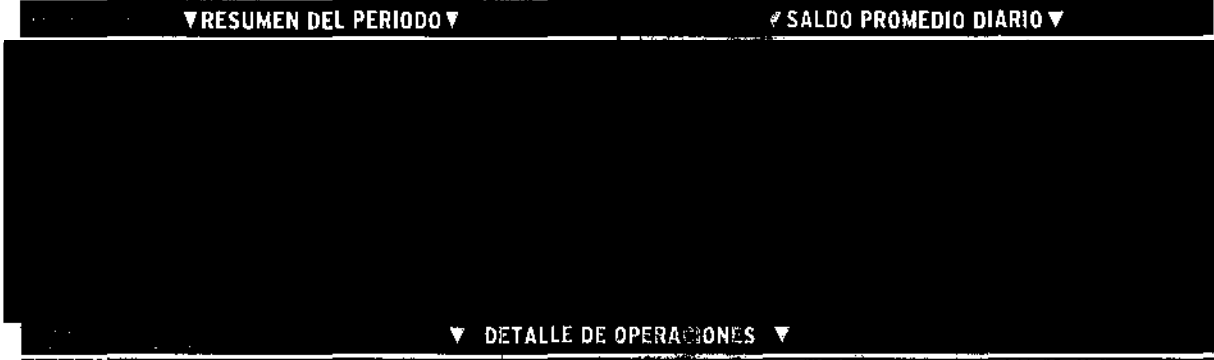 ▼RESUMEN DEL PERIODO▼
SALDO PROMEDIO DIARIO▼
▼ DETALLE DE OPERACIONES ▼